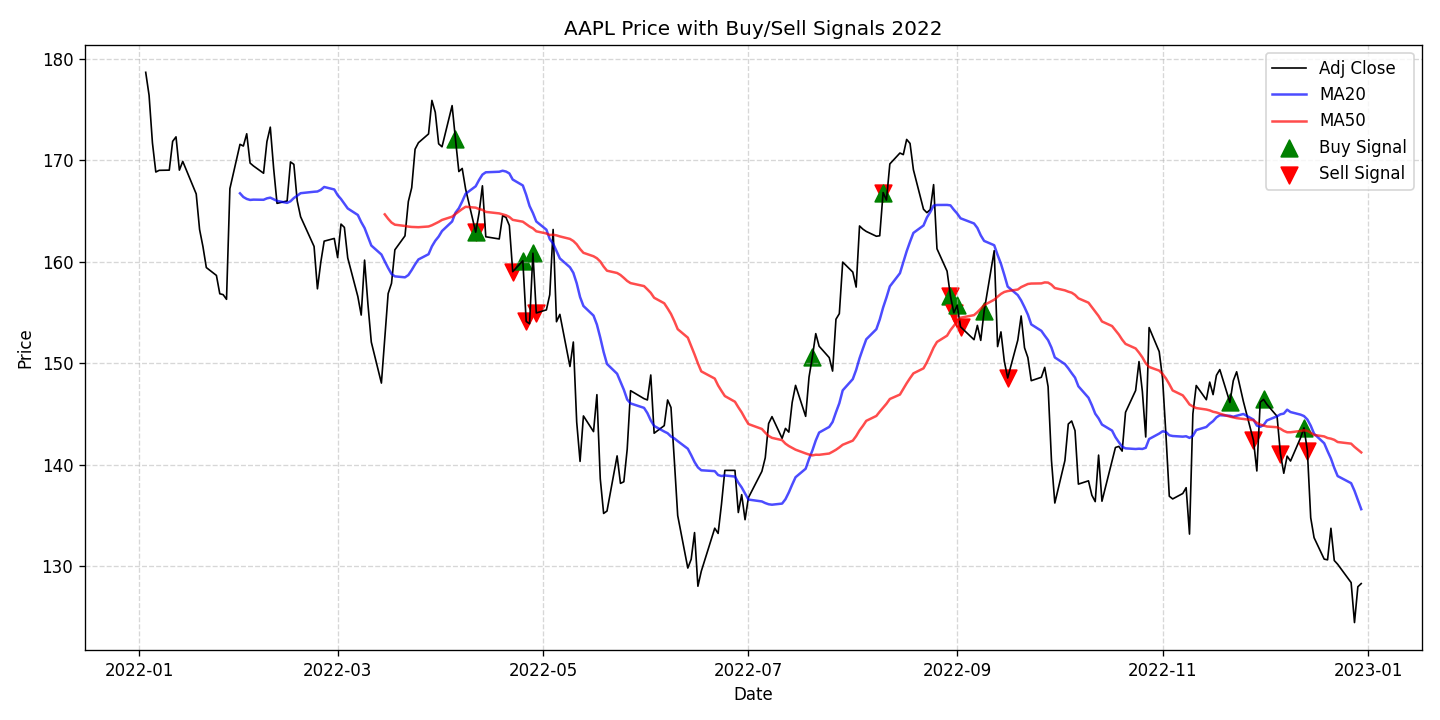 AAPL Price with Buy/Sell Signals 2022
Adj Close
MA20
MA50
Buy Signal
Sell Signal
180
170
160
150
140
130
Price
2022-01
2022-03
2022-05
2022-07
2022-09
2022-11
2023-01
Date